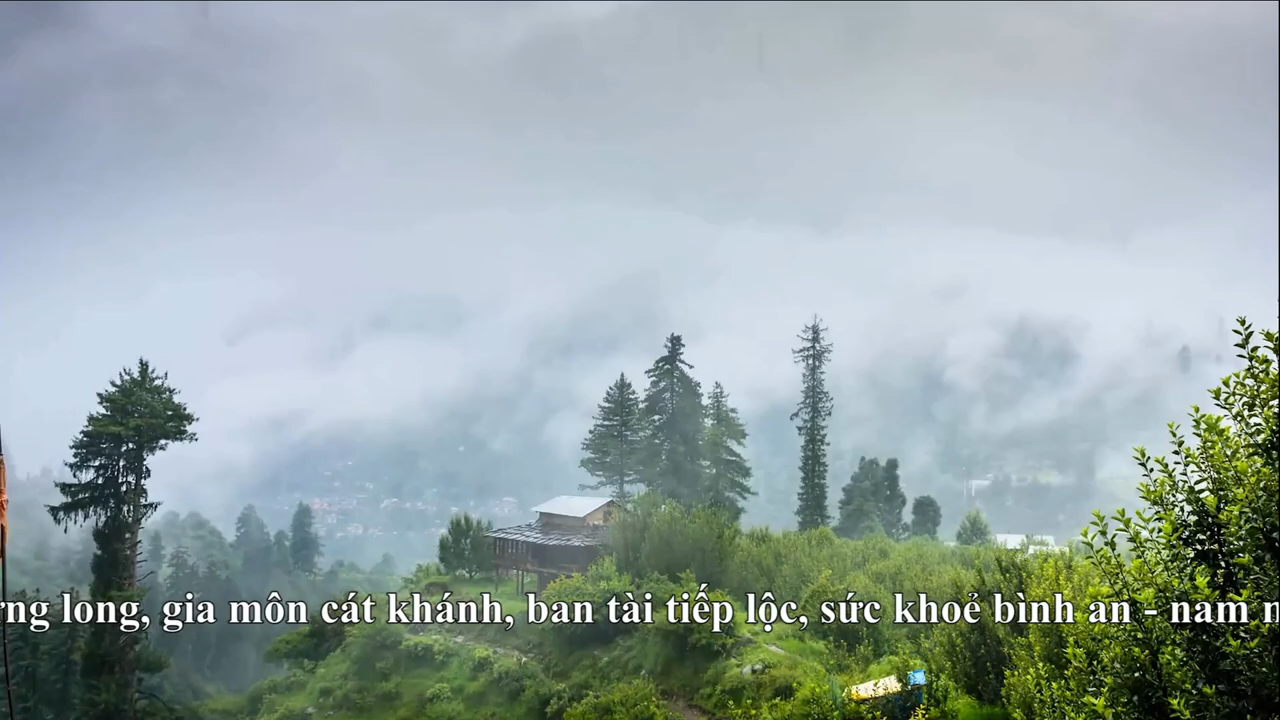 long, gia môn cát khánh, ban tài tiếp lộc, sức khoẻ bình an - nam